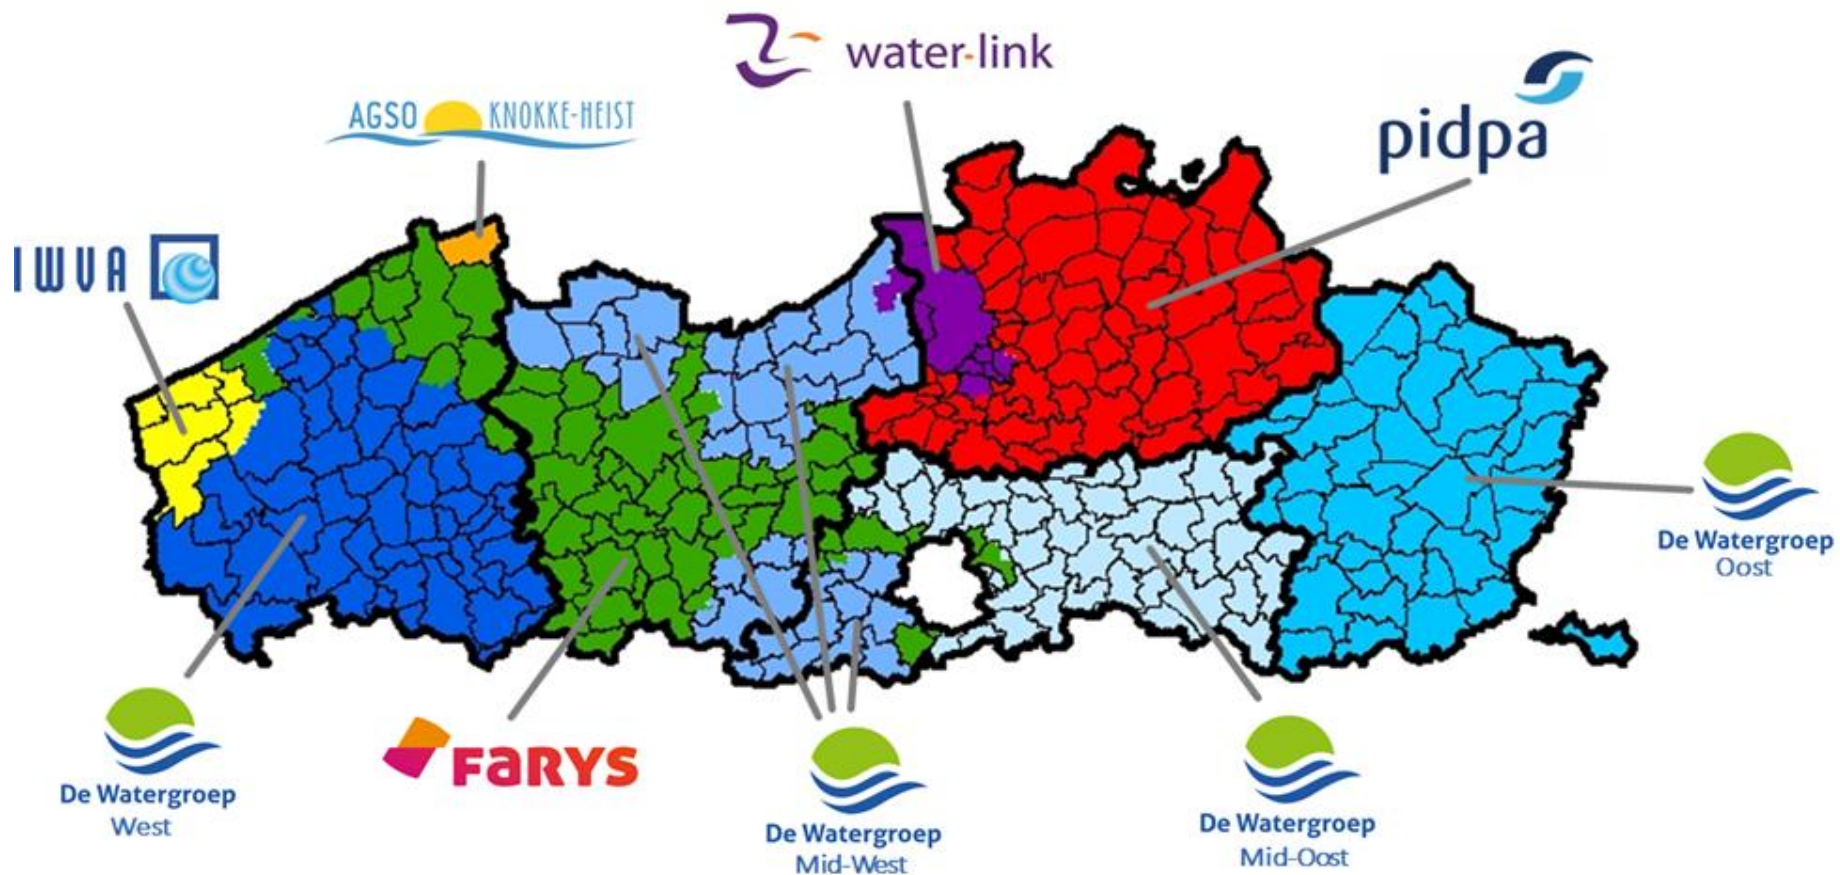 water-link
pidpa
AGSO KNOKKE-HEIST
IWVA
De Watergroep
Oost
De Watergroep
West
FARYS
De Watergroep
Mid-West
De Watergroep
Mid-Oost